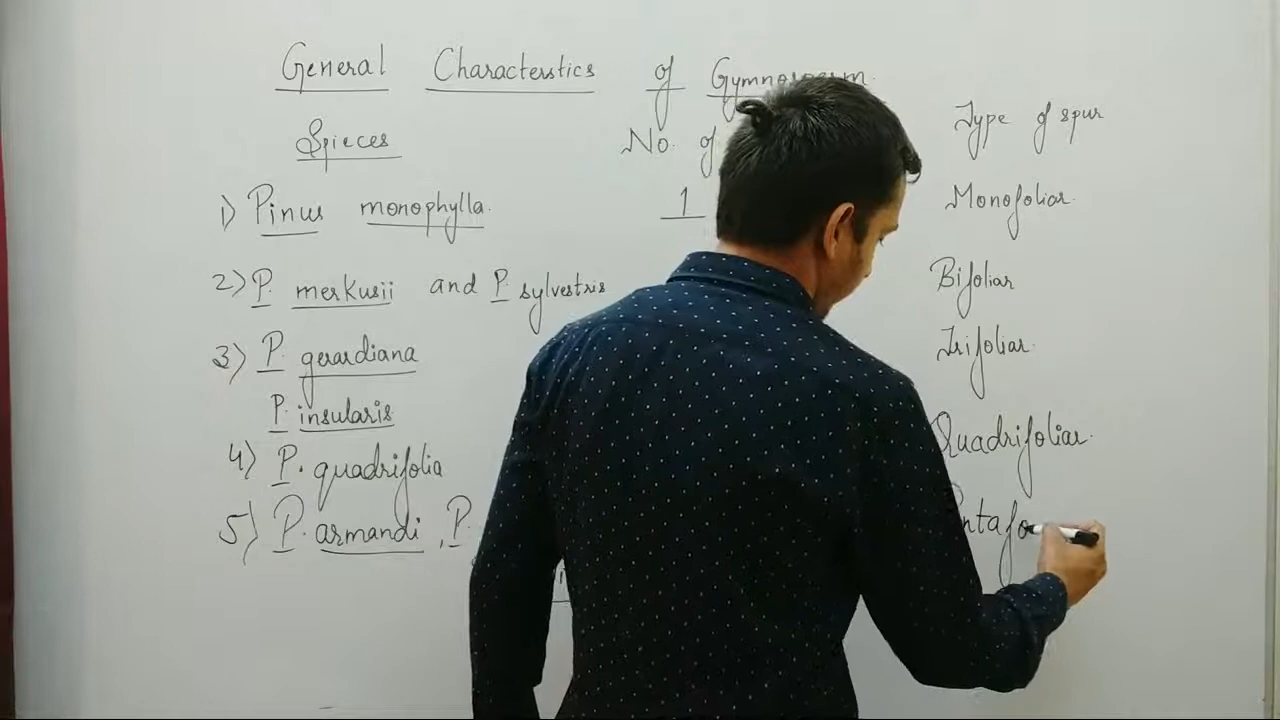 General Characterstics of Gymnosperm.
Spieces No. of Type of spur
1) Pinus monophylla. 1 Monofoliar.
2) P. merkusii and P. sylvestris Bifoliar
3) P. gerardiana Trifoliar.
P. insularis
4) P. quadrifolia Quadrifoliar.
5) P. armandi, P.